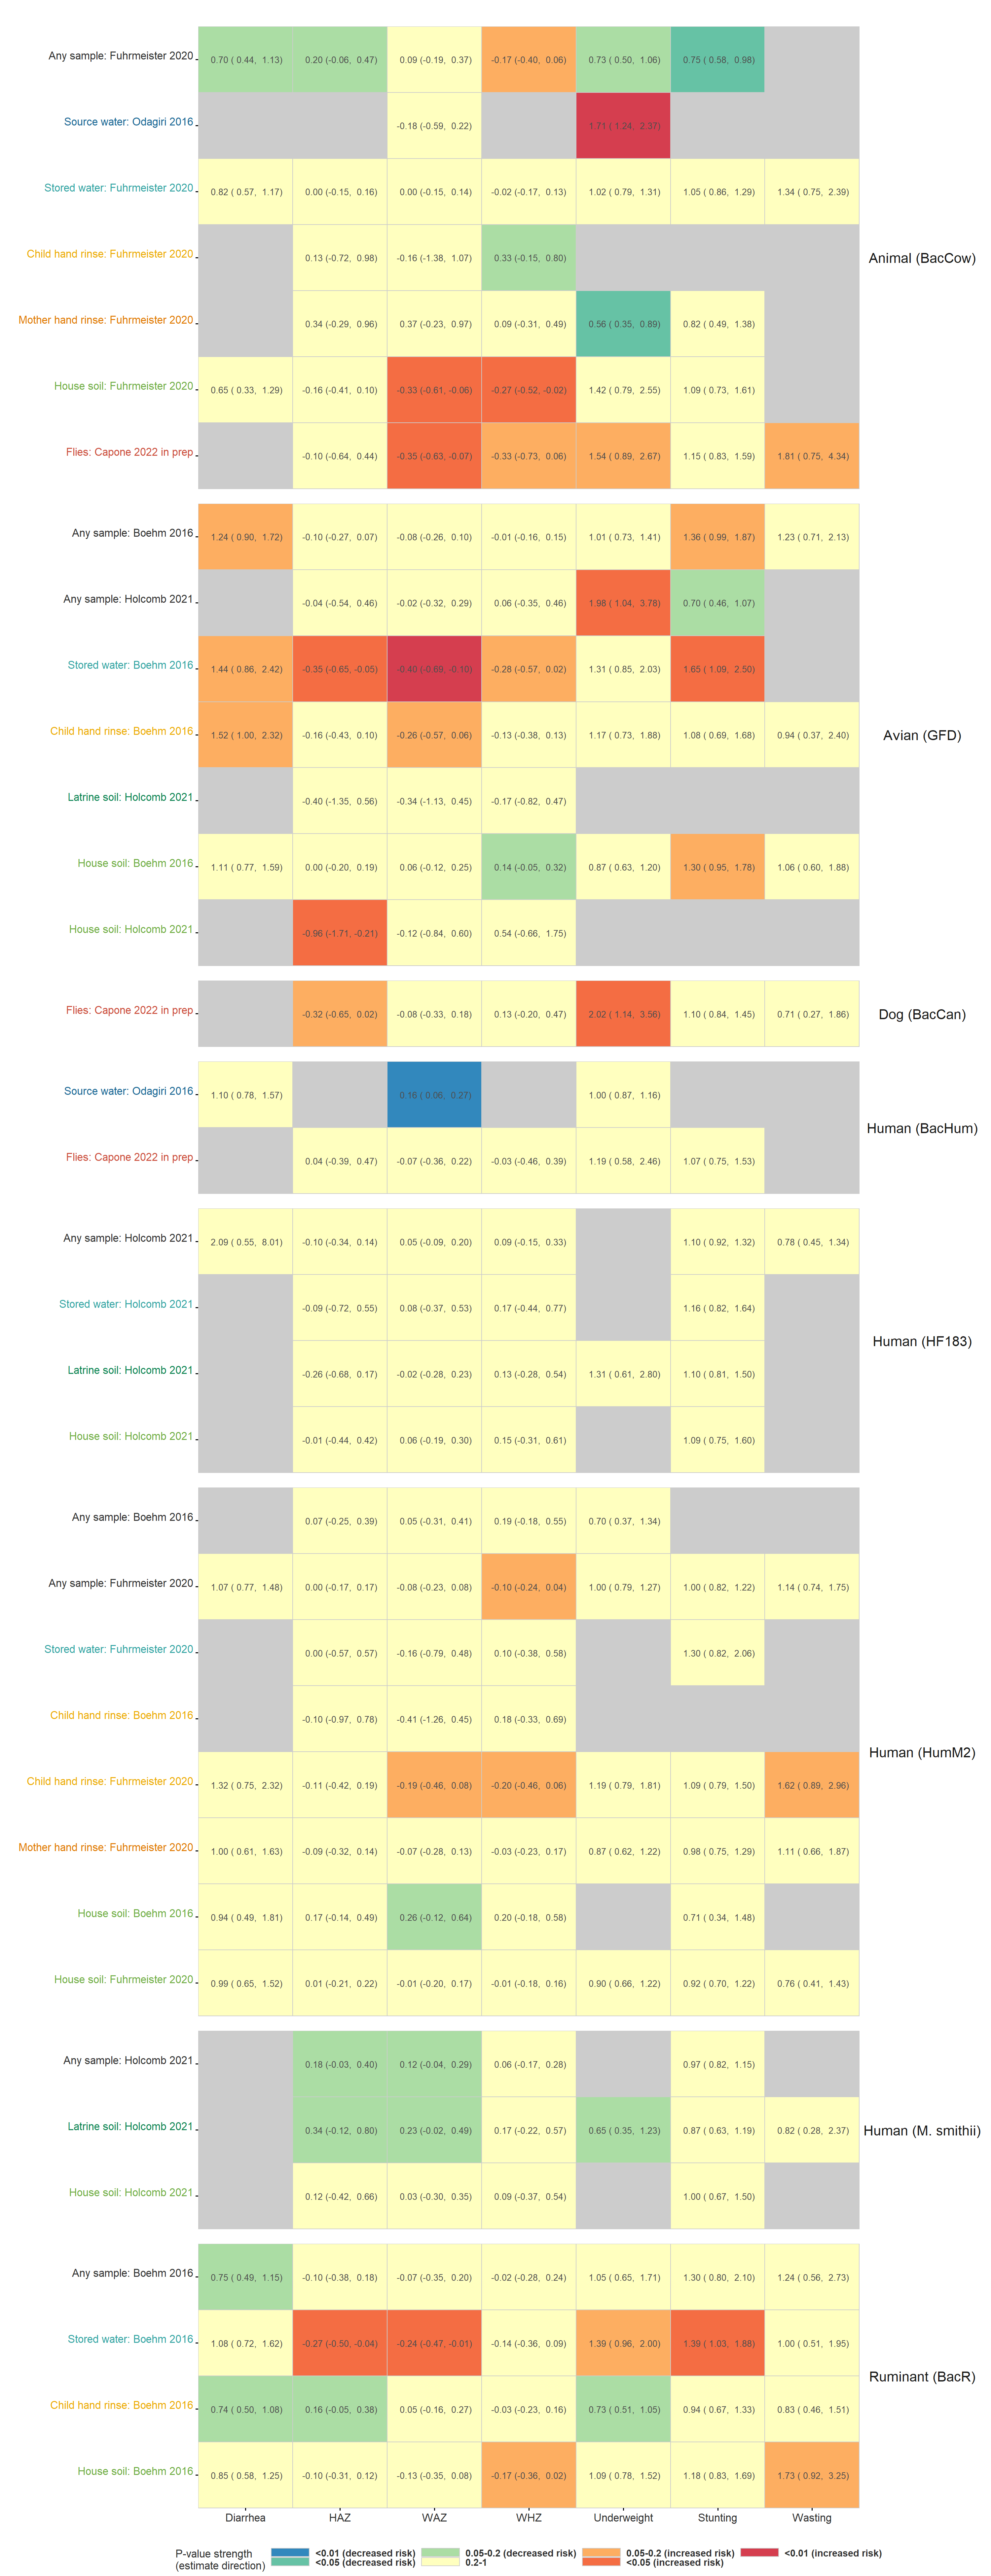 Any sample: Fuhrmeister 2020 0.70 ( 0.44, 1.13) 0.20 (-0.06, 0.47) 0.09 (-0.19, 0.37) -0.17 (-0.40, 0.06) 0.73 ( 0.50, 1.06) 0.75 ( 0.58, 0.98)
Source water: Odagiri 2016 -0.18 (-0.59, 0.22) 1.71 ( 1.24, 2.37)
Stored water: Fuhrmeister 2020 0.82 ( 0.57, 1.17) 0.00 (-0.15, 0.16) 0.00 (-0.15, 0.14) -0.02 (-0.17, 0.13) 1.02 ( 0.79, 1.31) 1.05 ( 0.86, 1.29) 1.34 ( 0.75, 2.39)
Child hand rinse: Fuhrmeister 2020 0.13 (-0.72, 0.98) -0.16 (-1.38, 1.07) 0.33 (-0.15, 0.80)
Animal (BacCow)
Mother hand rinse: Fuhrmeister 2020 0.34 (-0.29, 0.96) 0.37 (-0.23, 0.97) 0.09 (-0.31, 0.49) 0.56 ( 0.35, 0.89) 0.82 ( 0.49, 1.38)
House soil: Fuhrmeister 2020 0.65 ( 0.33, 1.29) -0.16 (-0.41, 0.10) -0.33 (-0.61, -0.06) -0.27 (-0.52, -0.02) 1.42 ( 0.79, 2.55) 1.09 ( 0.73, 1.61)
Flies: Capone 2022 in prep -0.10 (-0.64, 0.44) -0.35 (-0.63, -0.07) -0.33 (-0.73, 0.06) 1.54 ( 0.89, 2.67) 1.15 ( 0.83, 1.59) 1.81 ( 0.75, 4.34)
Any sample: Boehm 2016 1.24 ( 0.90, 1.72) -0.10 (-0.27, 0.07) -0.08 (-0.26, 0.10) -0.01 (-0.16, 0.15) 1.01 ( 0.73, 1.41) 1.36 ( 0.99, 1.87) 1.23 ( 0.71, 2.13)
Any sample: Holcomb 2021 -0.04 (-0.54, 0.46) -0.02 (-0.32, 0.29) 0.06 (-0.35, 0.46) 1.98 ( 1.04, 3.78) 0.70 ( 0.46, 1.07)
Stored water: Boehm 2016 1.44 ( 0.86, 2.42) -0.35 (-0.65, -0.05) -0.40 (-0.69, -0.10) -0.28 (-0.57, 0.02) 1.31 ( 0.85, 2.03) 1.65 ( 1.09, 2.50)
Child hand rinse: Boehm 2016 1.52 ( 1.00, 2.32) -0.16 (-0.43, 0.10) -0.26 (-0.57, 0.06) -0.13 (-0.38, 0.13) 1.17 ( 0.73, 1.88) 1.08 ( 0.69, 1.68) 0.94 ( 0.37, 2.40)
Avian (GFD)
Latrine soil: Holcomb 2021 -0.40 (-1.35, 0.56) -0.34 (-1.13, 0.45) -0.17 (-0.82, 0.47)
House soil: Boehm 2016 1.11 ( 0.77, 1.59) 0.00 (-0.20, 0.19) 0.06 (-0.12, 0.25) 0.14 (-0.05, 0.32) 0.87 ( 0.63, 1.20) 1.30 ( 0.95, 1.78) 1.06 ( 0.60, 1.88)
House soil: Holcomb 2021 -0.96 (-1.71, -0.21) -0.12 (-0.84, 0.60) 0.54 (-0.66, 1.75)
Flies: Capone 2022 in prep -0.32 (-0.65, 0.02) -0.08 (-0.33, 0.18) 0.13 (-0.20, 0.47) 2.02 ( 1.14, 3.56) 1.10 ( 0.84, 1.45) 0.71 ( 0.27, 1.86)
Dog (BacCan)
Source water: Odagiri 2016 1.10 ( 0.78, 1.57) 0.16 ( 0.06, 0.27) 1.00 ( 0.87, 1.16)
Human (BacHum)
Flies: Capone 2022 in prep 0.04 (-0.39, 0.47) -0.07 (-0.36, 0.22) -0.03 (-0.46, 0.39) 1.19 ( 0.58, 2.46) 1.07 ( 0.75, 1.53)
Any sample: Holcomb 2021 2.09 ( 0.55, 8.01) -0.10 (-0.34, 0.14) 0.05 (-0.09, 0.20) 0.09 (-0.15, 0.33) 1.10 ( 0.92, 1.32) 0.78 ( 0.45, 1.34)
Stored water: Holcomb 2021 -0.09 (-0.72, 0.55) 0.08 (-0.37, 0.53) 0.17 (-0.44, 0.77) 1.16 ( 0.82, 1.64)
Human (HF183)
Latrine soil: Holcomb 2021 -0.26 (-0.68, 0.17) -0.02 (-0.28, 0.23) 0.13 (-0.28, 0.54) 1.31 ( 0.61, 2.80) 1.10 ( 0.81, 1.50)
House soil: Holcomb 2021 -0.01 (-0.44, 0.42) 0.06 (-0.19, 0.30) 0.15 (-0.31, 0.61) 1.09 ( 0.75, 1.60)
Any sample: Boehm 2016 0.07 (-0.25, 0.39) 0.05 (-0.31, 0.41) 0.19 (-0.18, 0.55) 0.70 ( 0.37, 1.34)
Any sample: Fuhrmeister 2020 1.07 ( 0.77, 1.48) 0.00 (-0.17, 0.17) -0.08 (-0.23, 0.08) -0.10 (-0.24, 0.04) 1.00 ( 0.79, 1.27) 1.00 ( 0.82, 1.22) 1.14 ( 0.74, 1.75)
Stored water: Fuhrmeister 2020 0.00 (-0.57, 0.57) -0.16 (-0.79, 0.48) 0.10 (-0.38, 0.58) 1.30 ( 0.82, 2.06)
Child hand rinse: Boehm 2016 -0.10 (-0.97, 0.78) -0.41 (-1.26, 0.45) 0.18 (-0.33, 0.69)
Human (HumM2)
Child hand rinse: Fuhrmeister 2020 1.32 ( 0.75, 2.32) -0.11 (-0.42, 0.19) -0.19 (-0.46, 0.08) -0.20 (-0.46, 0.06) 1.19 ( 0.79, 1.81) 1.09 ( 0.79, 1.50) 1.62 ( 0.89, 2.96)
Mother hand rinse: Fuhrmeister 2020 1.00 ( 0.61, 1.63) -0.09 (-0.32, 0.14) -0.07 (-0.28, 0.13) -0.03 (-0.23, 0.17) 0.87 ( 0.62, 1.22) 0.98 ( 0.75, 1.29) 1.11 ( 0.66, 1.87)
House soil: Boehm 2016 0.94 ( 0.49, 1.81) 0.17 (-0.14, 0.49) 0.26 (-0.12, 0.64) 0.20 (-0.18, 0.58) 0.71 ( 0.34, 1.48)
House soil: Fuhrmeister 2020 0.99 ( 0.65, 1.52) 0.01 (-0.21, 0.22) -0.01 (-0.20, 0.17) -0.01 (-0.18, 0.16) 0.90 ( 0.66, 1.22) 0.92 ( 0.70, 1.22) 0.76 ( 0.41, 1.43)
Any sample: Holcomb 2021 0.18 (-0.03, 0.40) 0.12 (-0.04, 0.29) 0.06 (-0.17, 0.28) 0.97 ( 0.82, 1.15)
Latrine soil: Holcomb 2021 0.34 (-0.12, 0.80) 0.23 (-0.02, 0.49) 0.17 (-0.22, 0.57) 0.65 ( 0.35, 1.23) 0.87 ( 0.63, 1.19) 0.82 ( 0.28, 2.37)
Human (M. smithii)
House soil: Holcomb 2021 0.12 (-0.42, 0.66) 0.03 (-0.30, 0.35) 0.09 (-0.37, 0.54) 1.00 ( 0.67, 1.50)
Any sample: Boehm 2016 0.75 ( 0.49, 1.15) -0.10 (-0.38, 0.18) -0.07 (-0.35, 0.20) -0.02 (-0.28, 0.24) 1.05 ( 0.65, 1.71) 1.30 ( 0.80, 2.10) 1.24 ( 0.56, 2.73)
Stored water: Boehm 2016 1.08 ( 0.72, 1.62) -0.27 (-0.50, -0.04) -0.24 (-0.47, -0.01) -0.14 (-0.36, 0.09) 1.39 ( 0.96, 2.00) 1.39 ( 1.03, 1.88) 1.00 ( 0.51, 1.95)
Ruminant (BacR)
Child hand rinse: Boehm 2016 0.74 ( 0.50, 1.08) 0.16 (-0.05, 0.38) 0.05 (-0.16, 0.27) -0.03 (-0.23, 0.16) 0.73 ( 0.51, 1.05) 0.94 ( 0.67, 1.33) 0.83 ( 0.46, 1.51)
House soil: Boehm 2016 0.85 ( 0.58, 1.25) -0.10 (-0.31, 0.12) -0.13 (-0.35, 0.08) -0.17 (-0.36, 0.02) 1.09 ( 0.78, 1.52) 1.18 ( 0.83, 1.69) 1.73 ( 0.92, 3.25)
Diarrhea HAZ WAZ WHZ Underweight Stunting Wasting
P-value strength <0.01 (decreased risk) 0.05-0.2 (decreased risk) 0.05-0.2 (increased risk) <0.01 (increased risk)
(estimate direction) <0.05 (decreased risk) 0.2-1 <0.05 (increased risk)